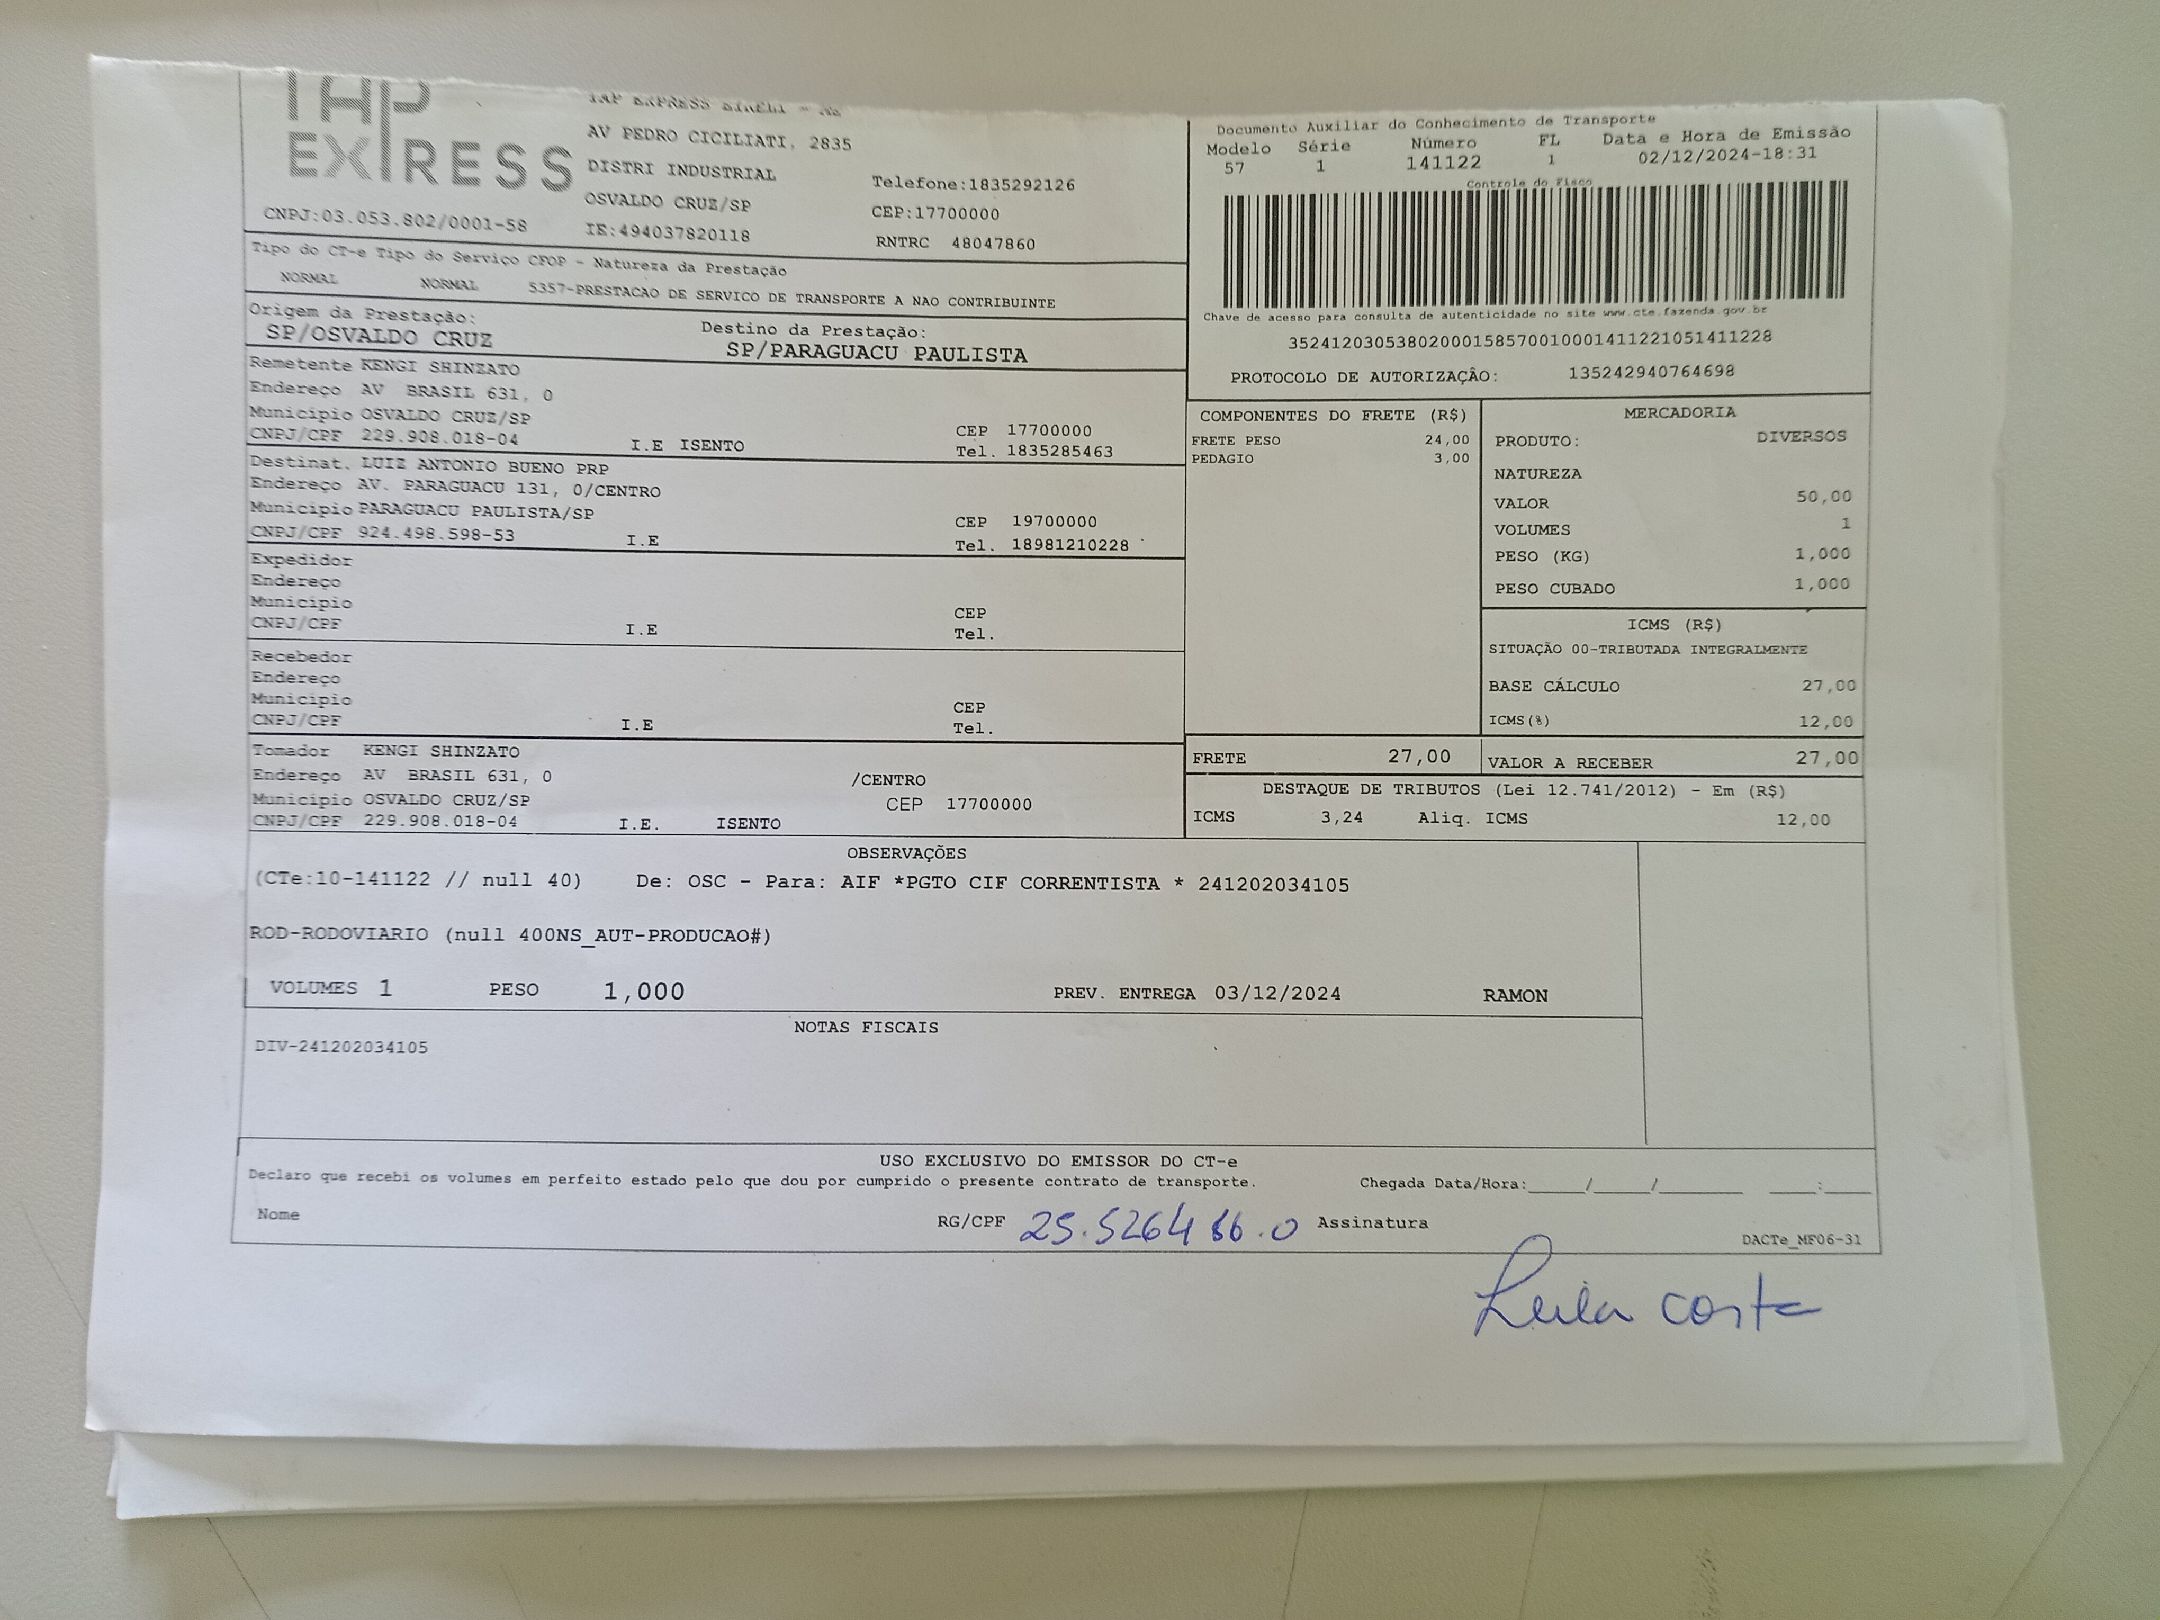 EXPRESS
CNPJ:03.053.802/0001-58
AV PEDRO CICILIATI, 2835
DISTRI INDUSTRIAL
OSVALDO CRUZ/SP
IE:494037820118
Telefone:1835292126
CEP:17700000
RNTRC 48047860
Documento Auxiliar do Conhecimento de Transporte
Modelo Série Número FL Data e Hora de Emissão
57 1 141122 1 02/12/2024-18:31
Controle do Fisco
Chave de acesso para consulta de autenticidade no site www.cte.fazenda.gov.br
35241203053802000158570010001411221051411228
PROTOCOLO DE AUTORIZAÇÃO: 135242940764698
Tipo do CT-e Tipo do Serviço CFOP - Natureza da Prestação
NORMAL NORMAL 5357-PRESTACAO DE SERVICO DE TRANSPORTE A NAO CONTRIBUINTE
Origem da Prestação: Destino da Prestação:
SP/OSVALDO CRUZ SP/PARAGUACU PAULISTA
Remetente KENGI SHINZATO
Endereço AV BRASIL 631, 0
Município OSVALDO CRUZ/SP CEP 17700000
CNPJ/CPF 229.908.018-04 I.E ISENTO Tel. 1835285463
Destinat. LUIZ ANTONIO BUENO PRP
Endereço AV. PARAGUACU 131, 0/CENTRO
Município PARAGUACU PAULISTA/SP CEP 19700000
CNPJ/CPF 924.498.598-53 I.E Tel. 18981210228
Expedidor
Endereço
Município CEP
CNPJ/CPF I.E Tel.
Recebedor
Endereço
Município CEP
CNPJ/CPF I.E Tel.
Tomador KENGI SHINZATO
Endereço AV BRASIL 631, 0 /CENTRO
Município OSVALDO CRUZ/SP CEP 17700000
CNPJ/CPF 229.908.018-04 I.E. ISENTO
COMPONENTES DO FRETE (R$)
FRETE PESO 24,00
PEDAGIO 3,00
MERCADORIA
PRODUTO: DIVERSOS
NATUREZA
VALOR 50,00
VOLUMES 1
PESO (KG) 1,000
PESO CUBADO 1,000
ICMS (R$)
SITUAÇÃO 00-TRIBUTADA INTEGRALMENTE
BASE CÁLCULO 27,00
ICMS(%) 12,00
FRETE 27,00 VALOR A RECEBER 27,00
DESTAQUE DE TRIBUTOS (Lei 12.741/2012) - Em (R$)
ICMS 3,24 Aliq. ICMS 12,00
OBSERVAÇÕES
(CTe:10-141122 // null 40) De: OSC - Para: AIF *PGTO CIF CORRENTISTA * 241202034105
ROD-RODOVIARIO (null 400NS_AUT-PRODUCAO#)
VOLUMES 1 PESO 1,000 PREV. ENTREGA 03/12/2024 RAMON
NOTAS FISCAIS
DIV-241202034105
USO EXCLUSIVO DO EMISSOR DO CT-e
Declaro que recebi os volumes em perfeito estado pelo que dou por cumprido o presente contrato de transporte. Chegada Data/Hora:_____/_____/_______ ____:____
Nome RG/CPF Assinatura
DACTe_MF06-31
Leila costa